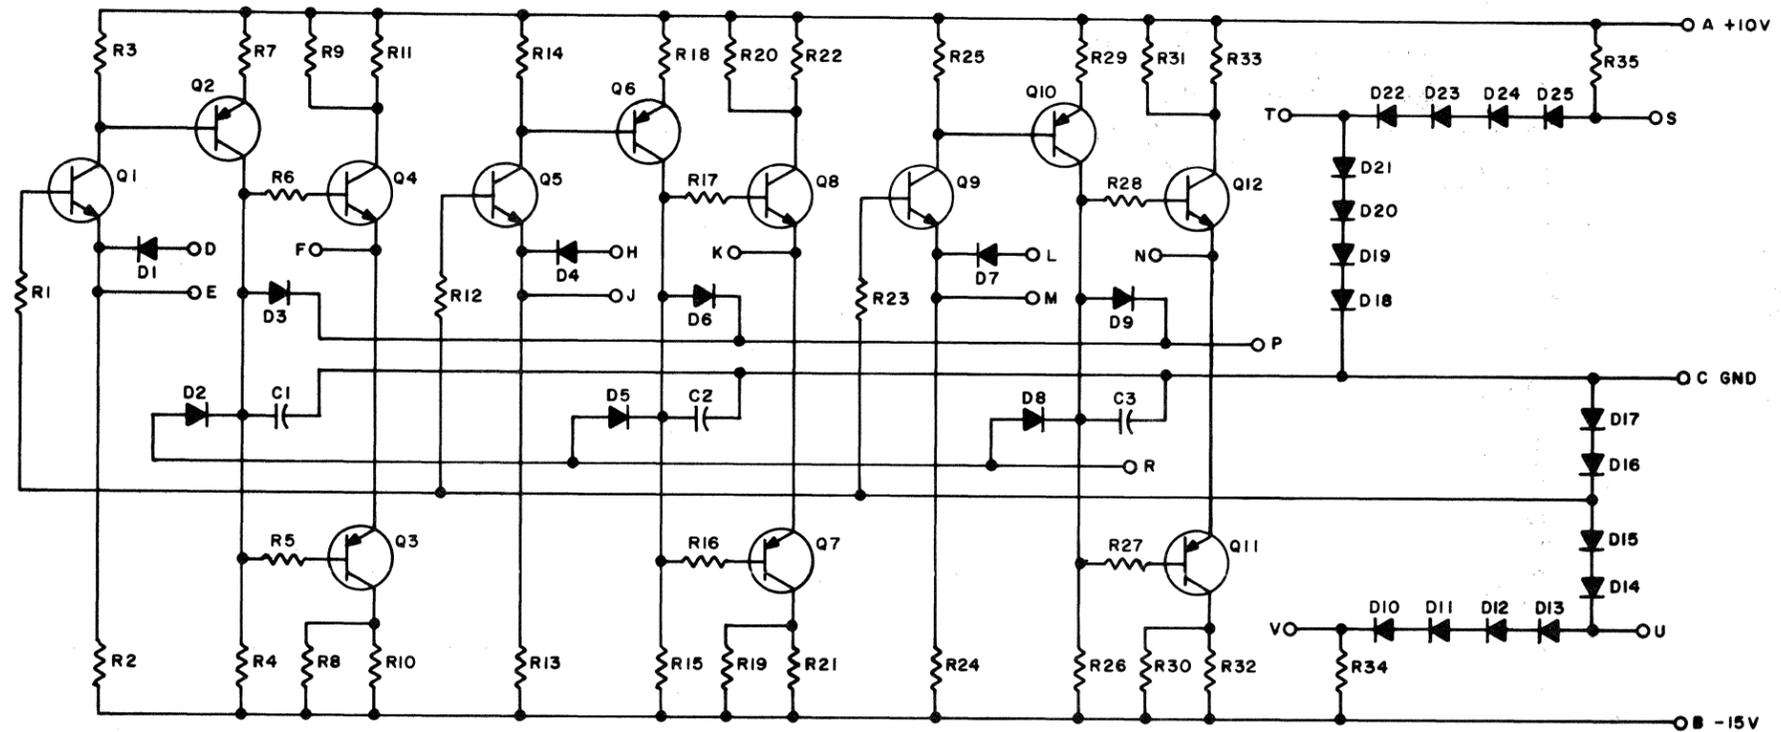 A +10V
R3
R7
R9
R11
R14
R18
R20
R22
R25
R29
R31
R33
R35
Q2
Q6
Q10
D22
D23
D24
D25
T
S
Q1
R6
Q4
Q5
R17
Q8
Q9
R28
Q12
D21
D20
D
F
H
K
L
N
D19
D1
D4
D7
R1
E
R12
J
R23
M
D18
D3
D6
D9
P
C GND
D2
C1
D5
C2
D8
C3
D17
R
D16
R5
Q3
R16
Q7
R27
Q11
D15
D14
V
D10
D11
D12
D13
U
R2
R4
R8
R10
R13
R15
R19
R21
R24
R26
R30
R32
R34
B -15V